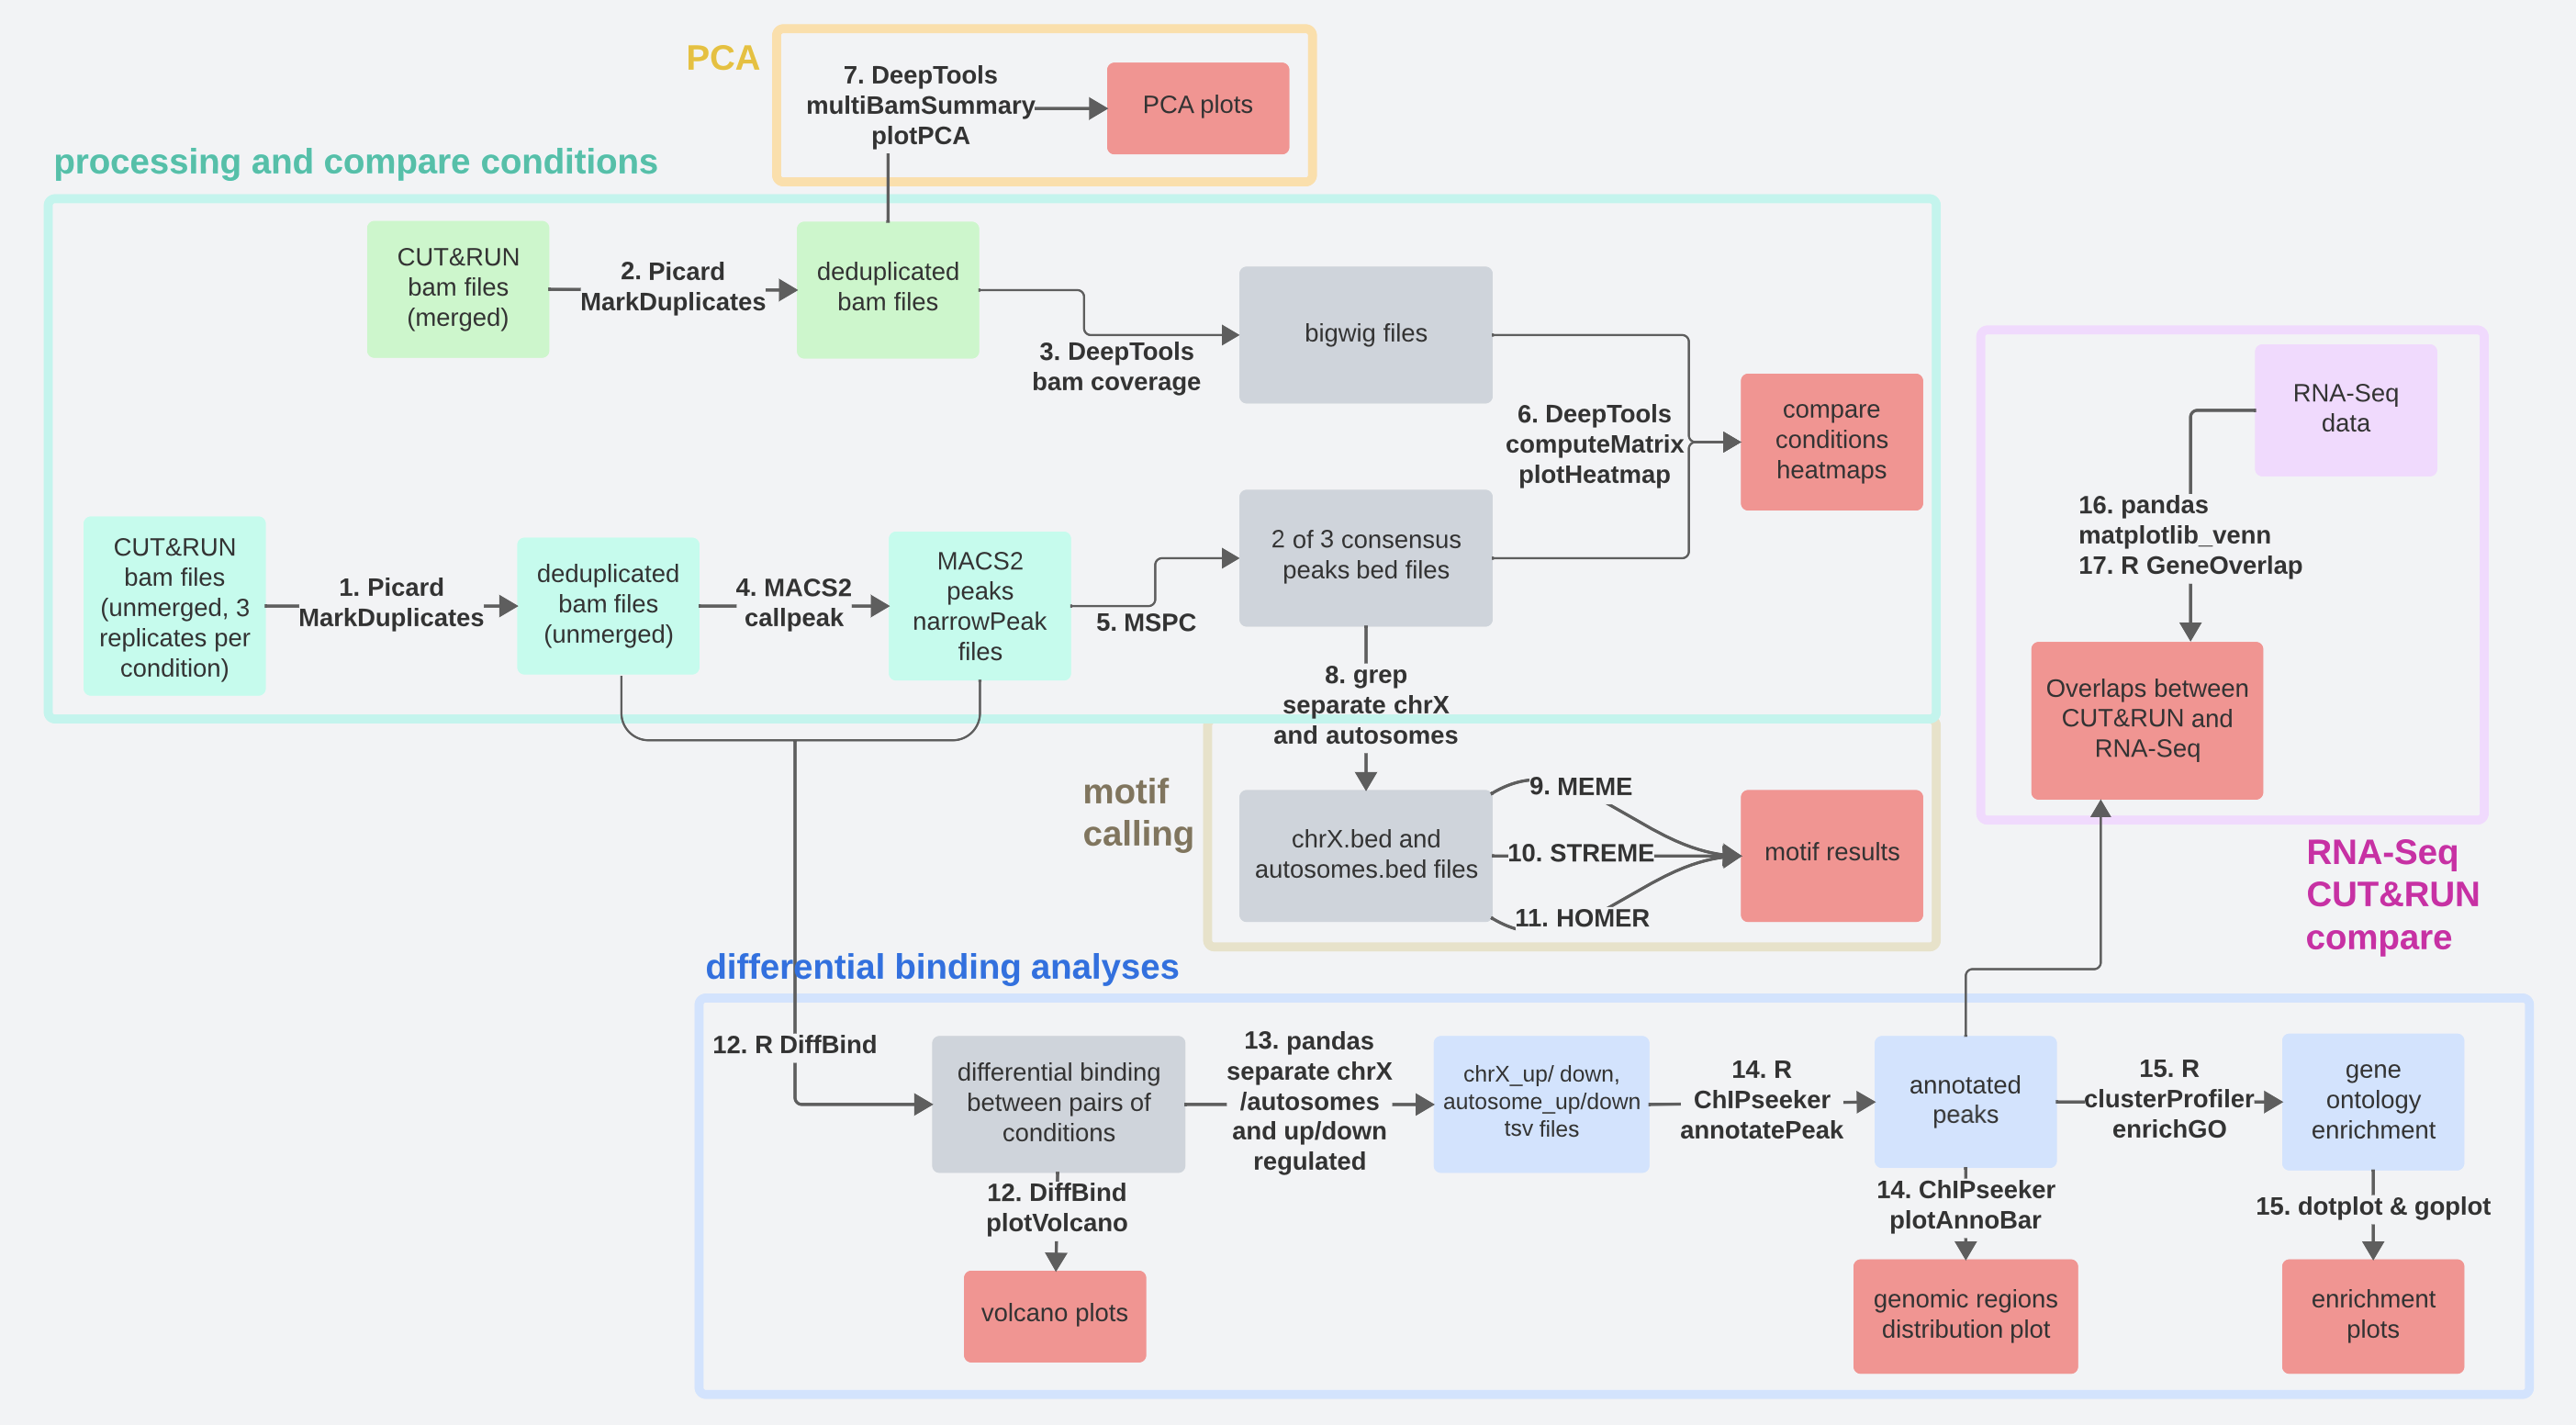 PCA
7. DeepTools
multiBamSummary
plotPCA
PCA plots
processing and compare conditions
CUT&RUN
bam files
(merged)
2. Picard
MarkDuplicates
deduplicated
bam files
3. DeepTools
bam coverage
bigwig files
6. DeepTools
computeMatrix
plotHeatmap
compare
conditions
heatmaps
CUT&RUN
bam files
(unmerged, 3
replicates per
condition)
1. Picard
MarkDuplicates
deduplicated
bam files
(unmerged)
4. MACS2
callpeak
MACS2
peaks
narrowPeak
files
5. MSPC
2 of 3 consensus
peaks bed files
8. grep
separate chrX
and autosomes
motif
calling
chrX.bed and
autosomes.bed files
9. MEME
10. STREME
11. HOMER
motif results
RNA-Seq
data
16. pandas
matplotlib_venn
17. R GeneOverlap
Overlaps between
CUT&RUN and
RNA-Seq
RNA-Seq
CUT&RUN
compare
differential binding analyses
12. R DiffBind
differential binding
between pairs of
conditions
12. DiffBind
plotVolcano
volcano plots
13. pandas
separate chrX
/autosomes
and up/down
regulated
chrX_up/ down,
autosome_up/down
tsv files
14. R
ChIPseeker
annotatePeak
annotated
peaks
14. ChIPseeker
plotAnnoBar
genomic regions
distribution plot
15. R
clusterProfiler
enrichGO
gene
ontology
enrichment
15. dotplot & goplot
enrichment
plots